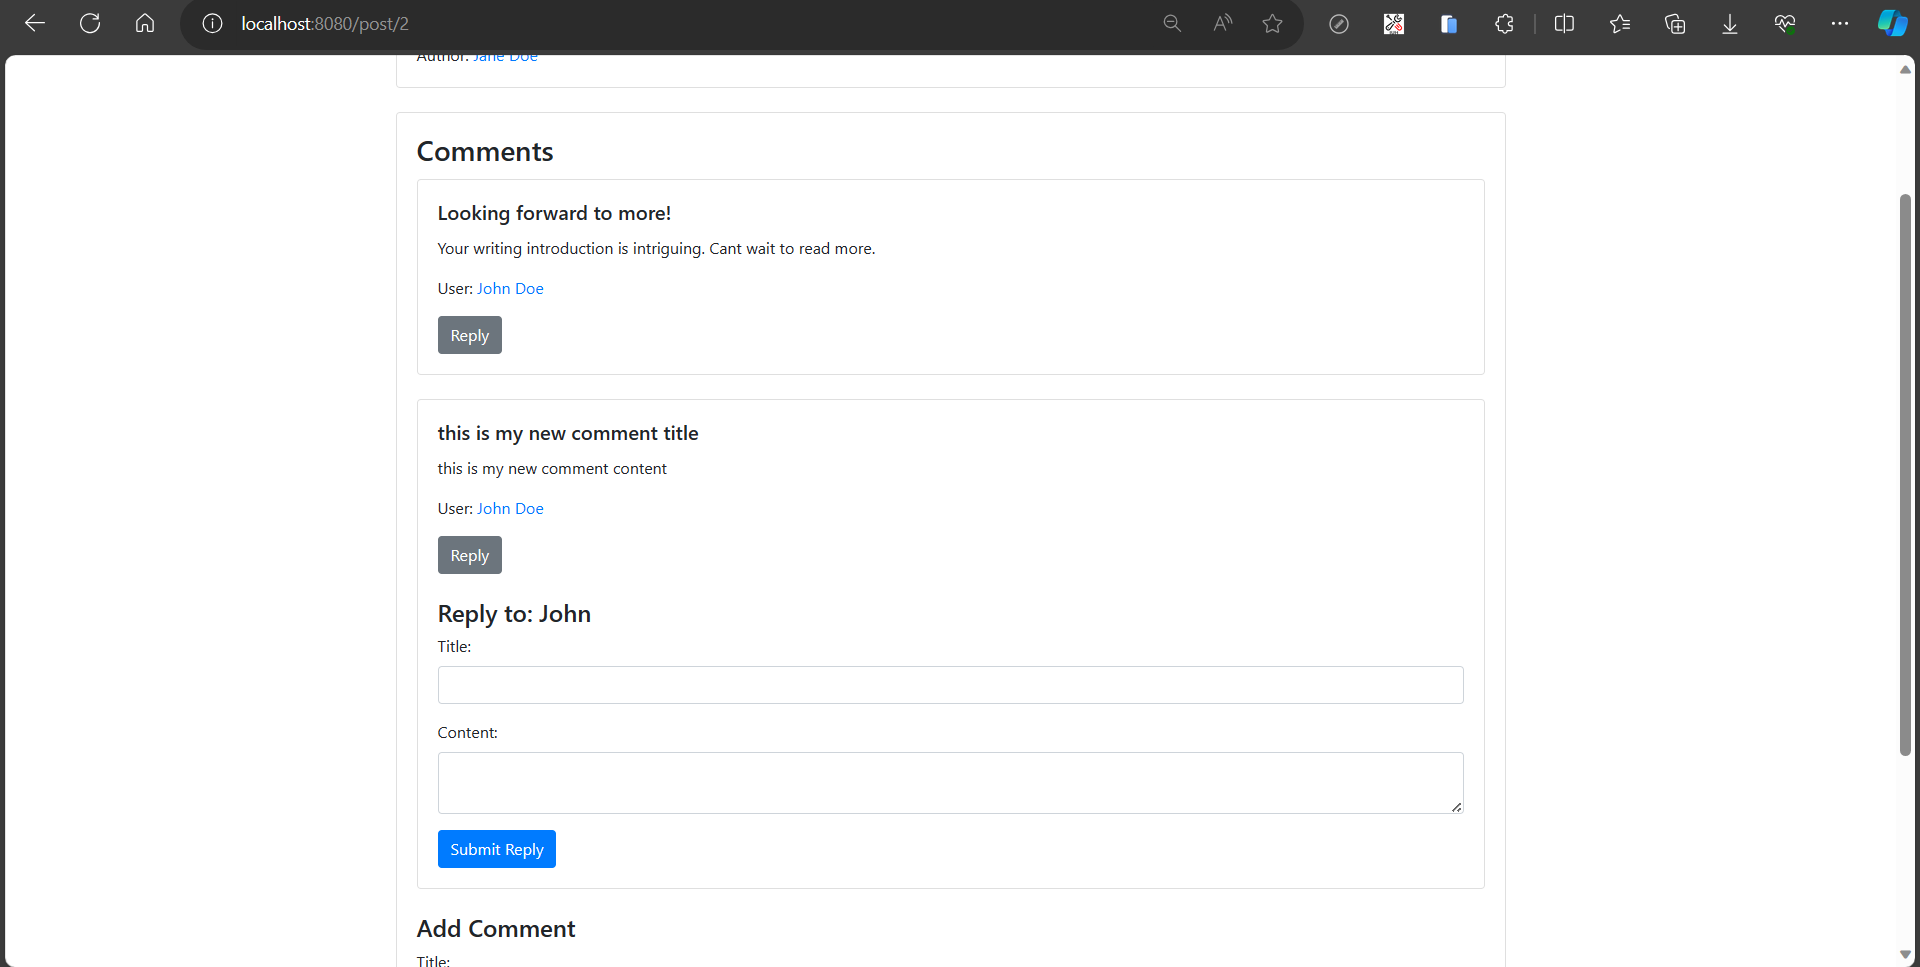 localhost:8080/post/2
Author: Jane Doe
Comments
Looking forward to more!
Your writing introduction is intriguing. Cant wait to read more.
User: John Doe
Reply
this is my new comment title
this is my new comment content
User: John Doe
Reply
Reply to: John
Title:
Content:
Submit Reply
Add Comment
Title: